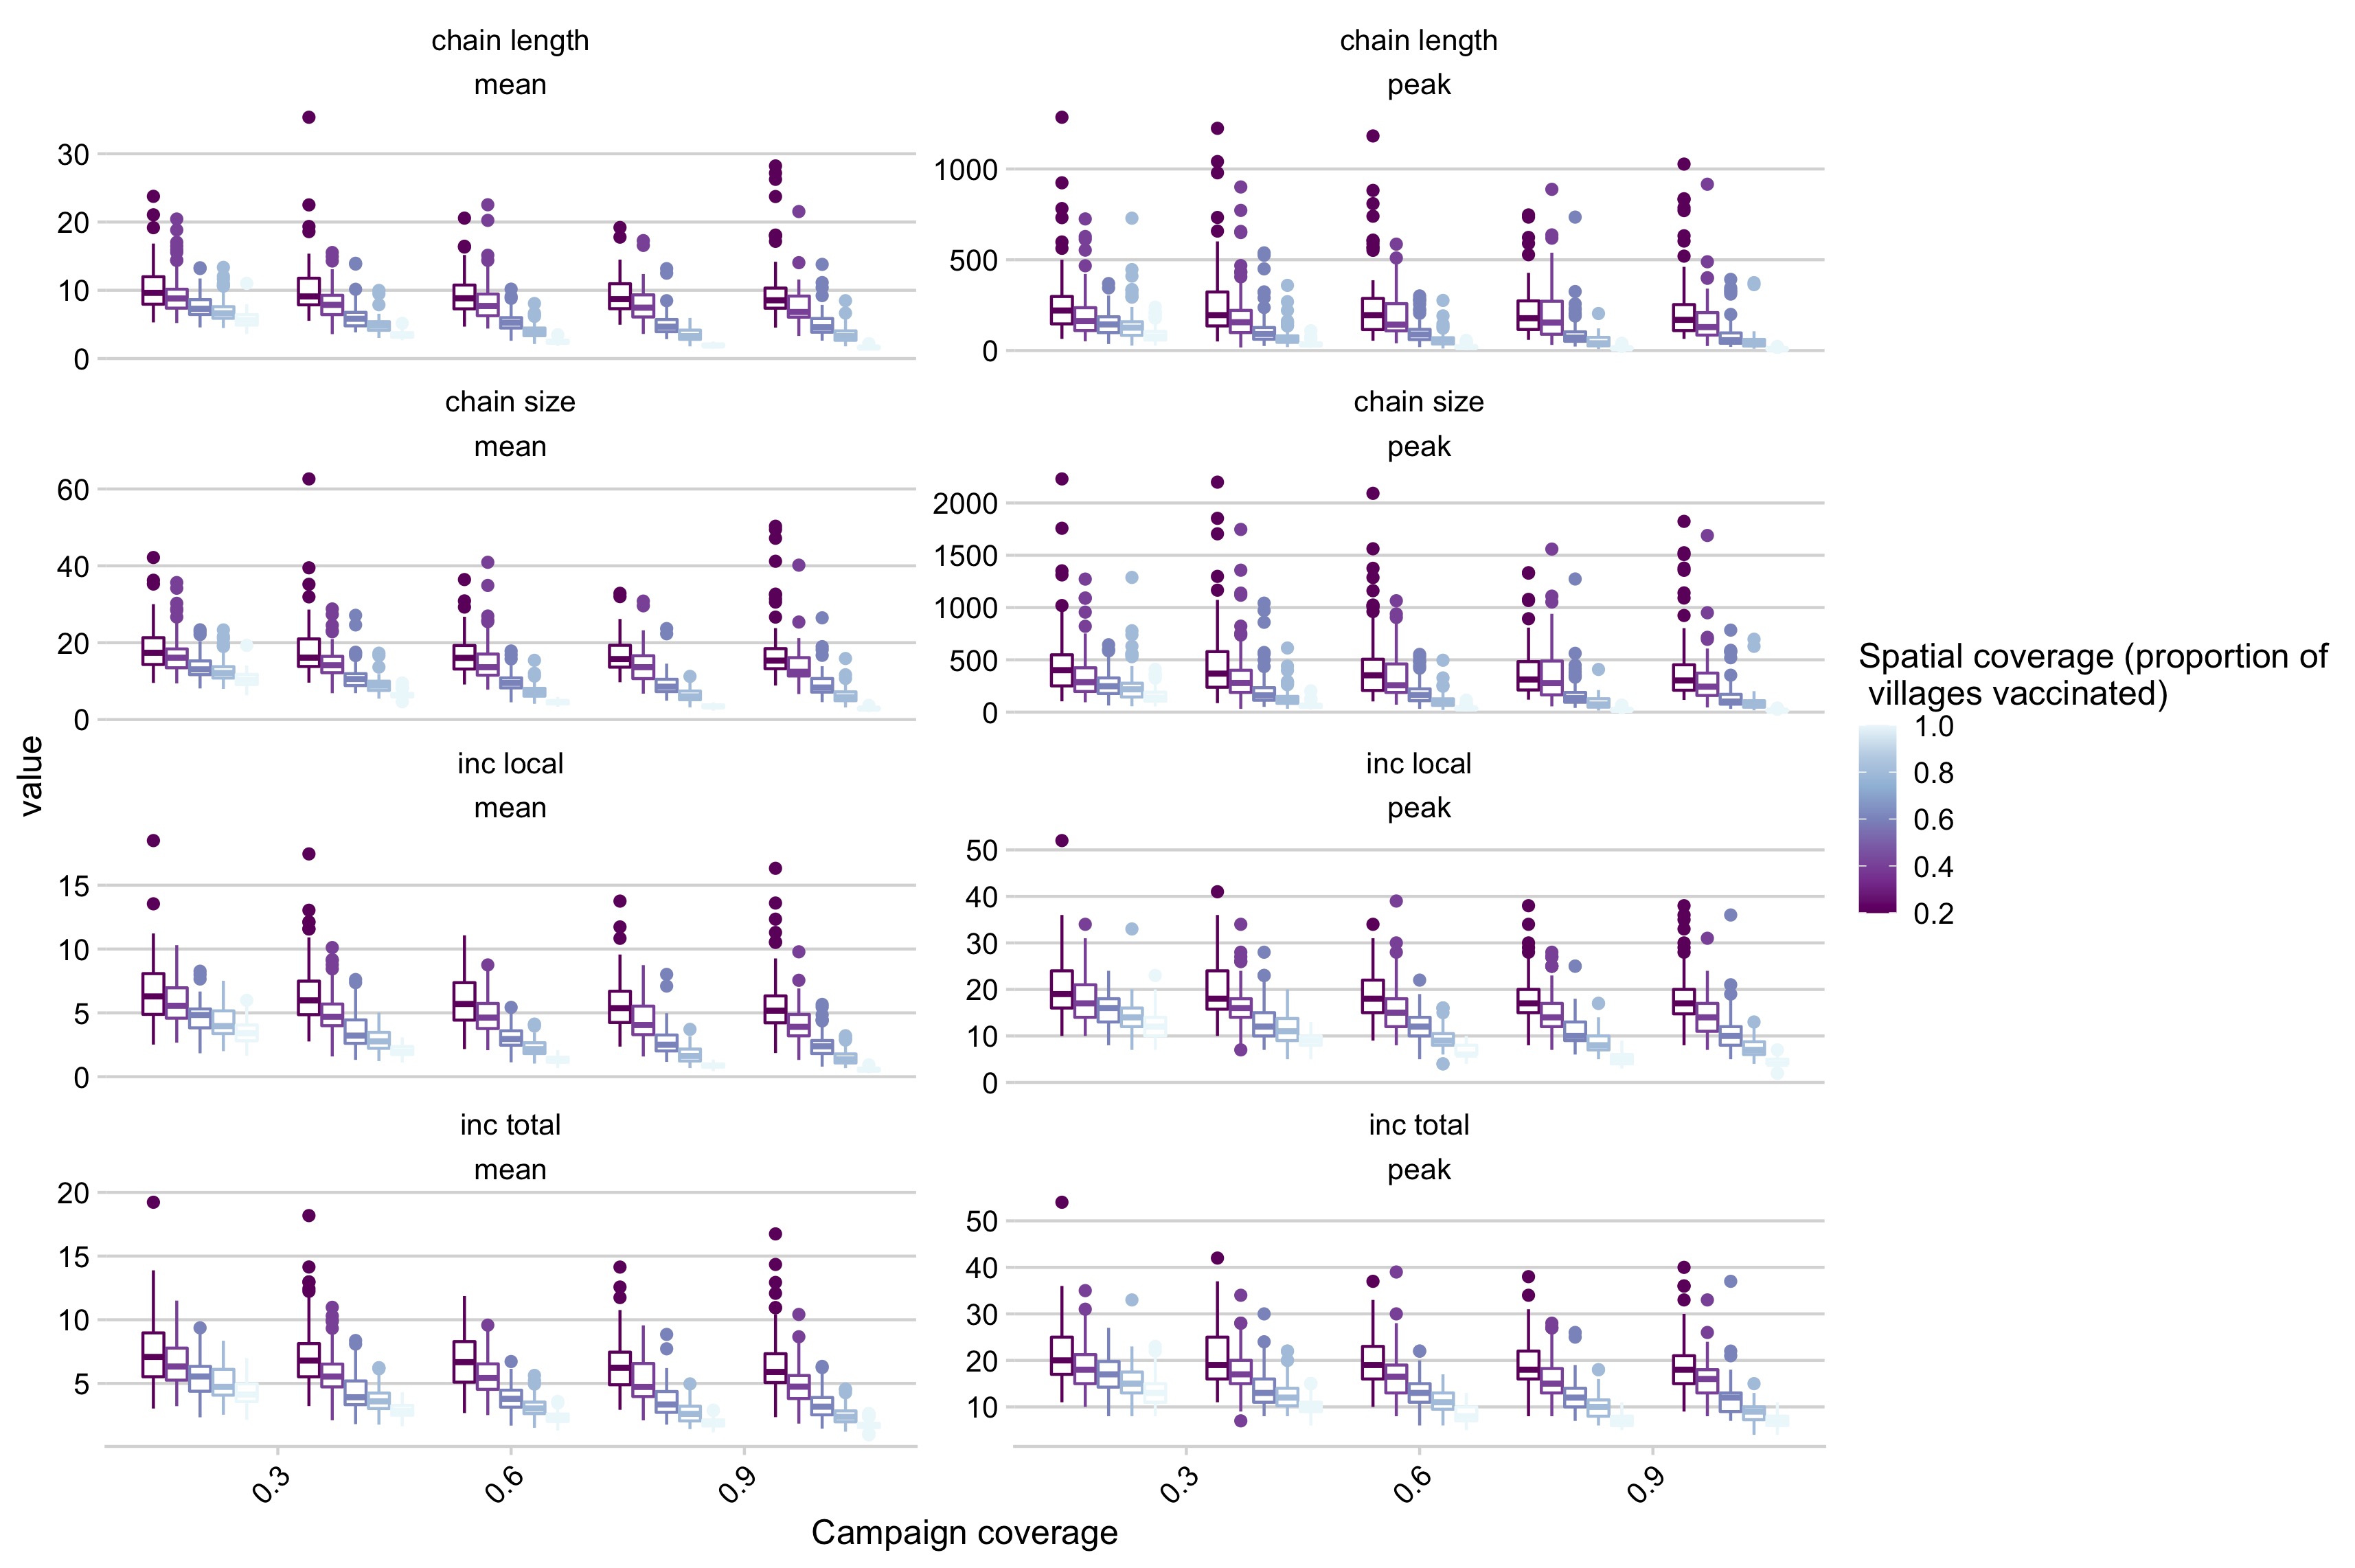 chain length
mean
30
20
10
0
chain length
peak
1000
500
0
chain size
mean
60
40
20
0
chain size
peak
2000
1500
1000
500
0
inc local
mean
15
10
5
0
inc local
peak
50
40
30
20
10
0
inc total
mean
20
15
10
5
inc total
peak
50
40
30
20
10
0.3
0.6
0.9
0.3
0.6
0.9
value
Campaign coverage
Spatial coverage (proportion of
villages vaccinated)
1.0
0.8
0.6
0.4
0.2